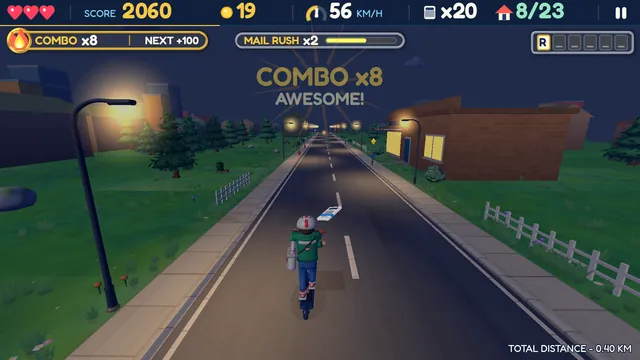 SCORE 2060 19 56 KM/H x20 8/23
COMBO x8 NEXT +100 MAIL RUSH x2 R
COMBO x8
AWESOME!
TOTAL DISTANCE - 0.40 KM